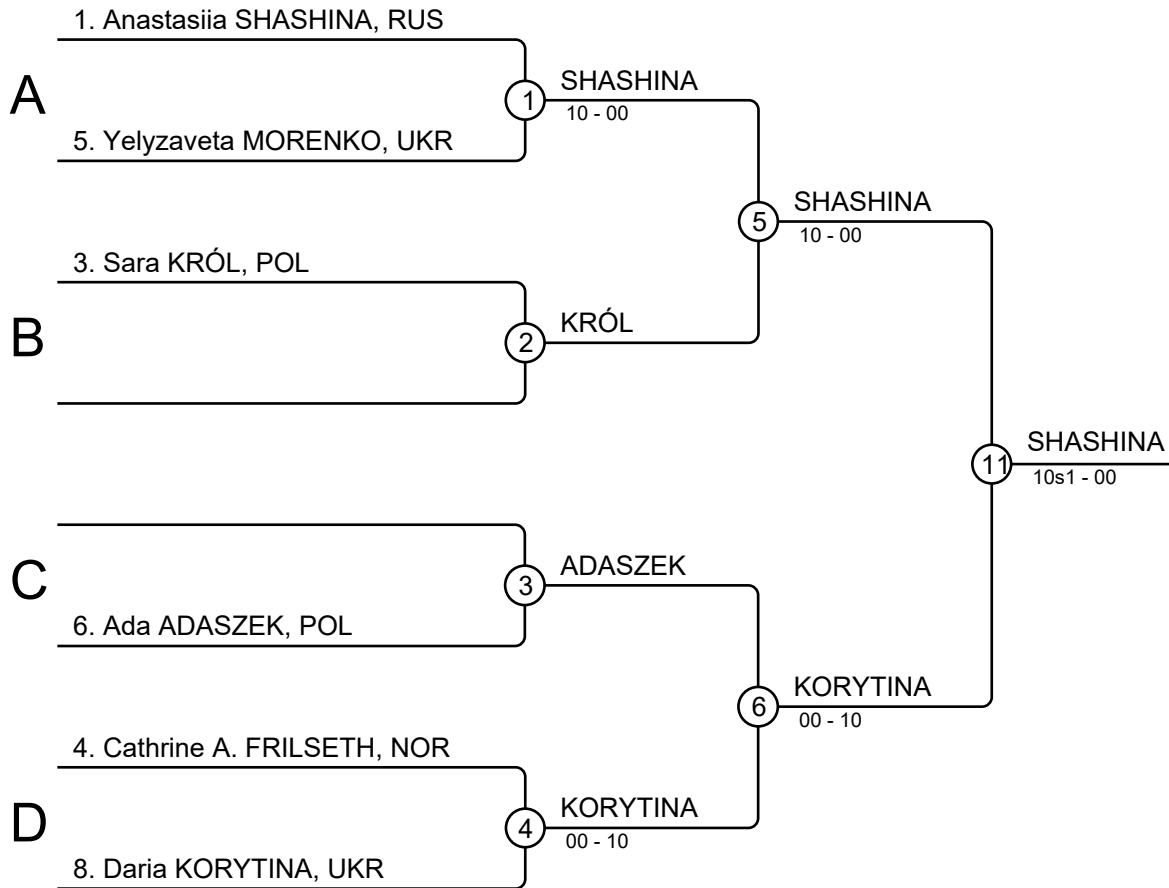 1. Anastasiia SHASHINA, RUS
A
1
SHASHINA
10 - 00
5. Yelyzaveta MORENKO, UKR
5
SHASHINA
10 - 00
3. Sara KRÓL, POL
B
2
KRÓL
11
SHASHINA
10s1 - 00
C
3
ADASZEK
6. Ada ADASZEK, POL
6
KORYTINA
00 - 10
4. Cathrine A. FRILSETH, NOR
D
4
KORYTINA
00 - 10
8. Daria KORYTINA, UKR